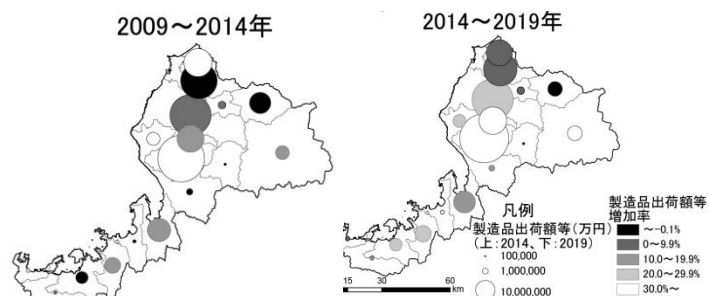 2009～2014年
2014～2019年
凡例
製造品出荷額等(万円)
(上:2014、下:2019)
100,000
1,000,000
10,000,000
製造品出荷額等
増加率
～-0.1%
0～9.9%
10.0～19.9%
20.0～29.9%
30.0%～
15 30 60
km